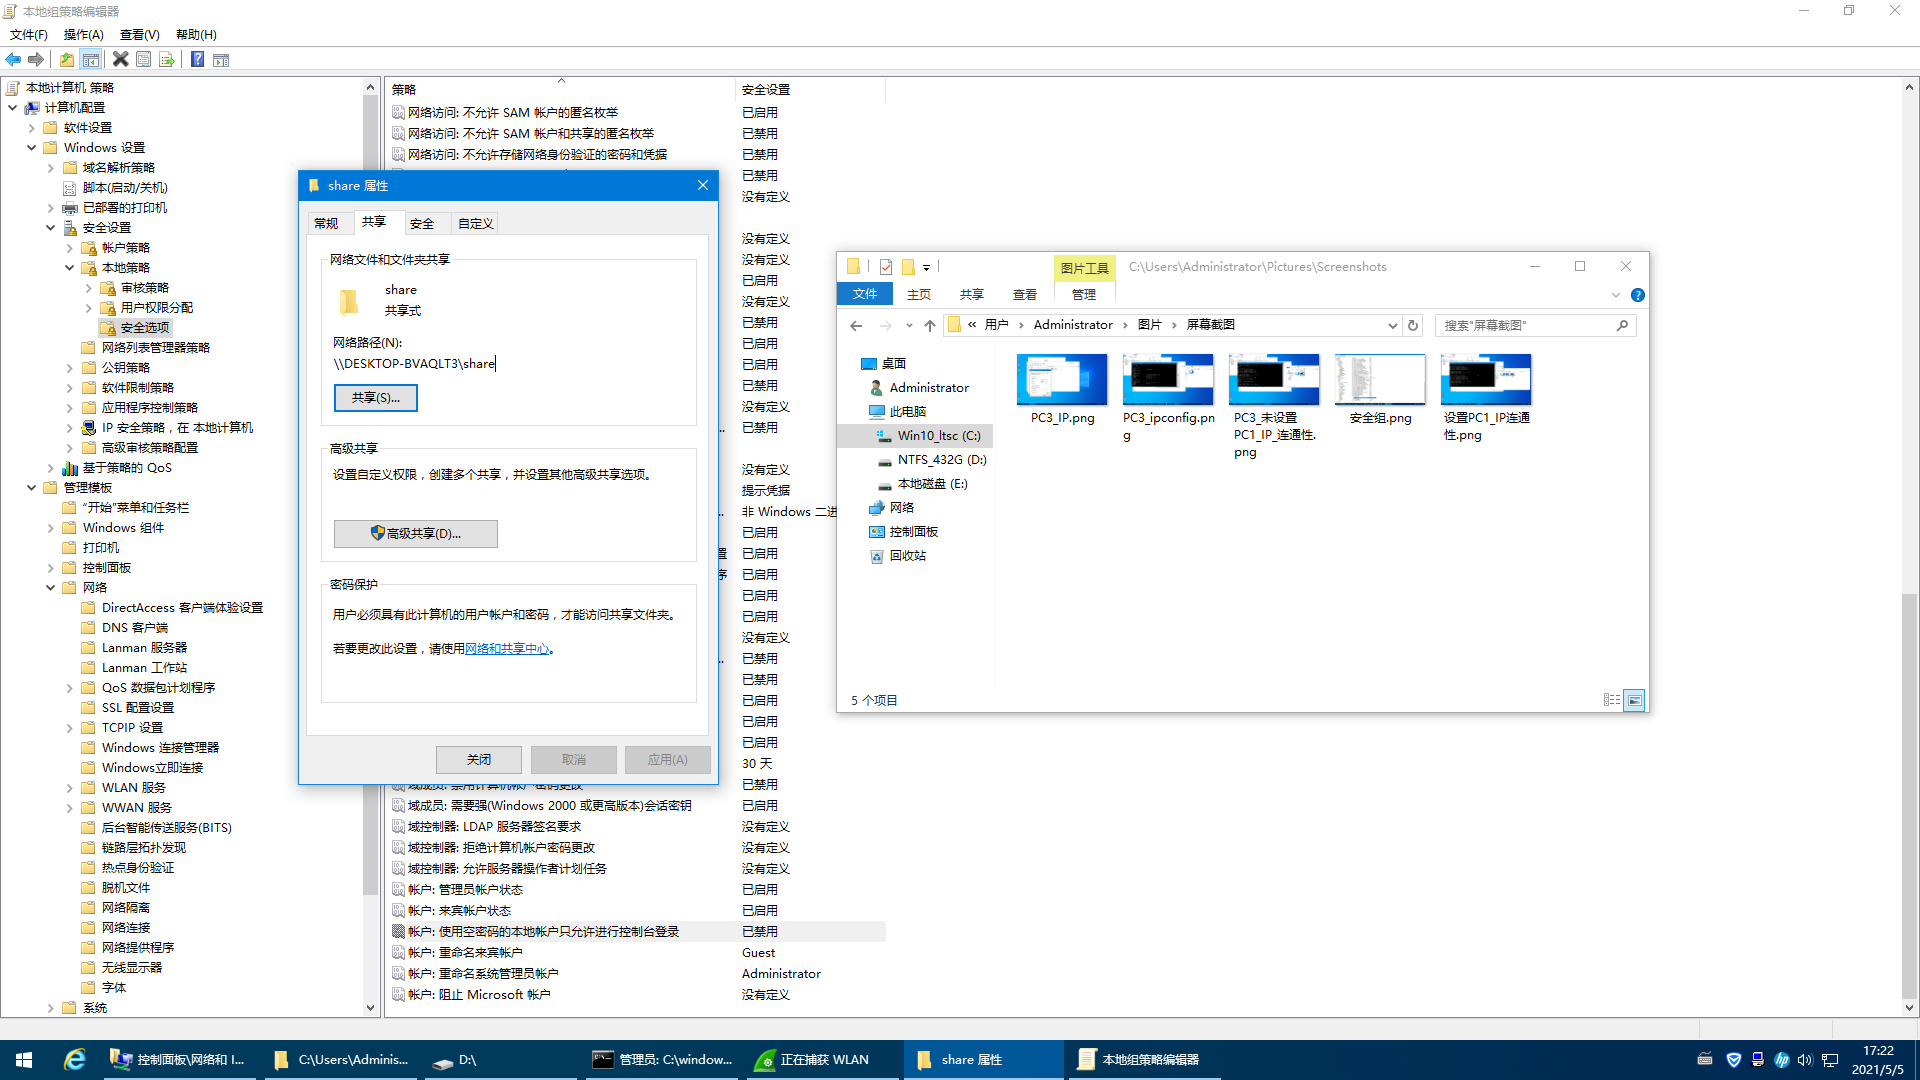 本地组策略编辑器
文件(F) 操作(A) 查看(V) 帮助(H)
本地计算机 策略
计算机配置
软件设置
Windows 设置
域名解析策略
脚本(启动/关机)
已部署的打印机
安全设置
帐户策略
本地策略
审核策略
用户权限分配
安全选项
网络列表管理器策略
公钥策略
软件限制策略
应用程序控制策略
IP 安全策略，在 本地计算机
高级审核策略配置
基于策略的 QoS
管理模板
“开始”菜单和任务栏
Windows 组件
打印机
控制面板
网络
DirectAccess 客户端体验设置
DNS 客户端
Lanman 服务器
Lanman 工作站
QoS 数据包计划程序
SSL 配置设置
TCPIP 设置
Windows 连接管理器
Windows立即连接
WLAN 服务
WWAN 服务
后台智能传送服务(BITS)
链路层拓扑发现
热点身份验证
脱机文件
网络隔离
网络连接
网络提供程序
无线显示器
字体
系统
策略 安全设置
网络访问: 不允许 SAM 帐户的匿名枚举 已启用
网络访问: 不允许 SAM 帐户和共享的匿名枚举 已禁用
网络访问: 不允许存储网络身份验证的密码和凭据 已禁用
已禁用
没有定义
没有定义
没有定义
已启用
没有定义
已禁用
已启用
已启用
已禁用
没有定义
... 已禁用
没有定义
提示凭据
... 非 Windows 二进
已启用
置 已启用
序 已启用
已启用
已启用
没有定义
... 已禁用
已禁用
已启用
已启用
已启用
30 天
域成员: 禁用计算机帐户密码更改 已禁用
域成员: 需要强(Windows 2000 或更高版本)会话密钥 已启用
域控制器: LDAP 服务器签名要求 没有定义
域控制器: 拒绝计算机帐户密码更改 没有定义
域控制器: 允许服务器操作者计划任务 没有定义
帐户: 管理员帐户状态 已启用
帐户: 来宾帐户状态 已启用
帐户: 使用空密码的本地帐户只允许进行控制台登录 已禁用
帐户: 重命名来宾帐户 Guest
帐户: 重命名系统管理员帐户 Administrator
帐户: 阻止 Microsoft 帐户 没有定义
share 属性
常规 共享 安全 自定义
网络文件和文件夹共享
share
共享式
网络路径(N):
\\DESKTOP-BVAQLT3\share
共享(S)...
高级共享
设置自定义权限，创建多个共享，并设置其他高级共享选项。
高级共享(D)...
密码保护
用户必须具有此计算机的用户帐户和密码，才能访问共享文件夹。
若要更改此设置，请使用网络和共享中心。
关闭 取消 应用(A)
图片工具 C:\Users\Administrator\Pictures\Screenshots
文件 主页 共享 查看 管理
« 用户 › Administrator › 图片 › 屏幕截图
搜索"屏幕截图"
桌面
Administrator
此电脑
Win10_ltsc (C:)
NTFS_432G (D:)
本地磁盘 (E:)
网络
控制面板
回收站
PC3_IP.png
PC3_ipconfig.pn
g
PC3_未设置
PC1_IP_连通性.
png
安全组.png
设置PC1_IP连通
性.png
5 个项目
控制面板\网络和 I...
C:\Users\Adminis...
D:\
管理员: C:\window...
正在捕获 WLAN
share 属性
本地组策略编辑器
17:22
2021/5/5